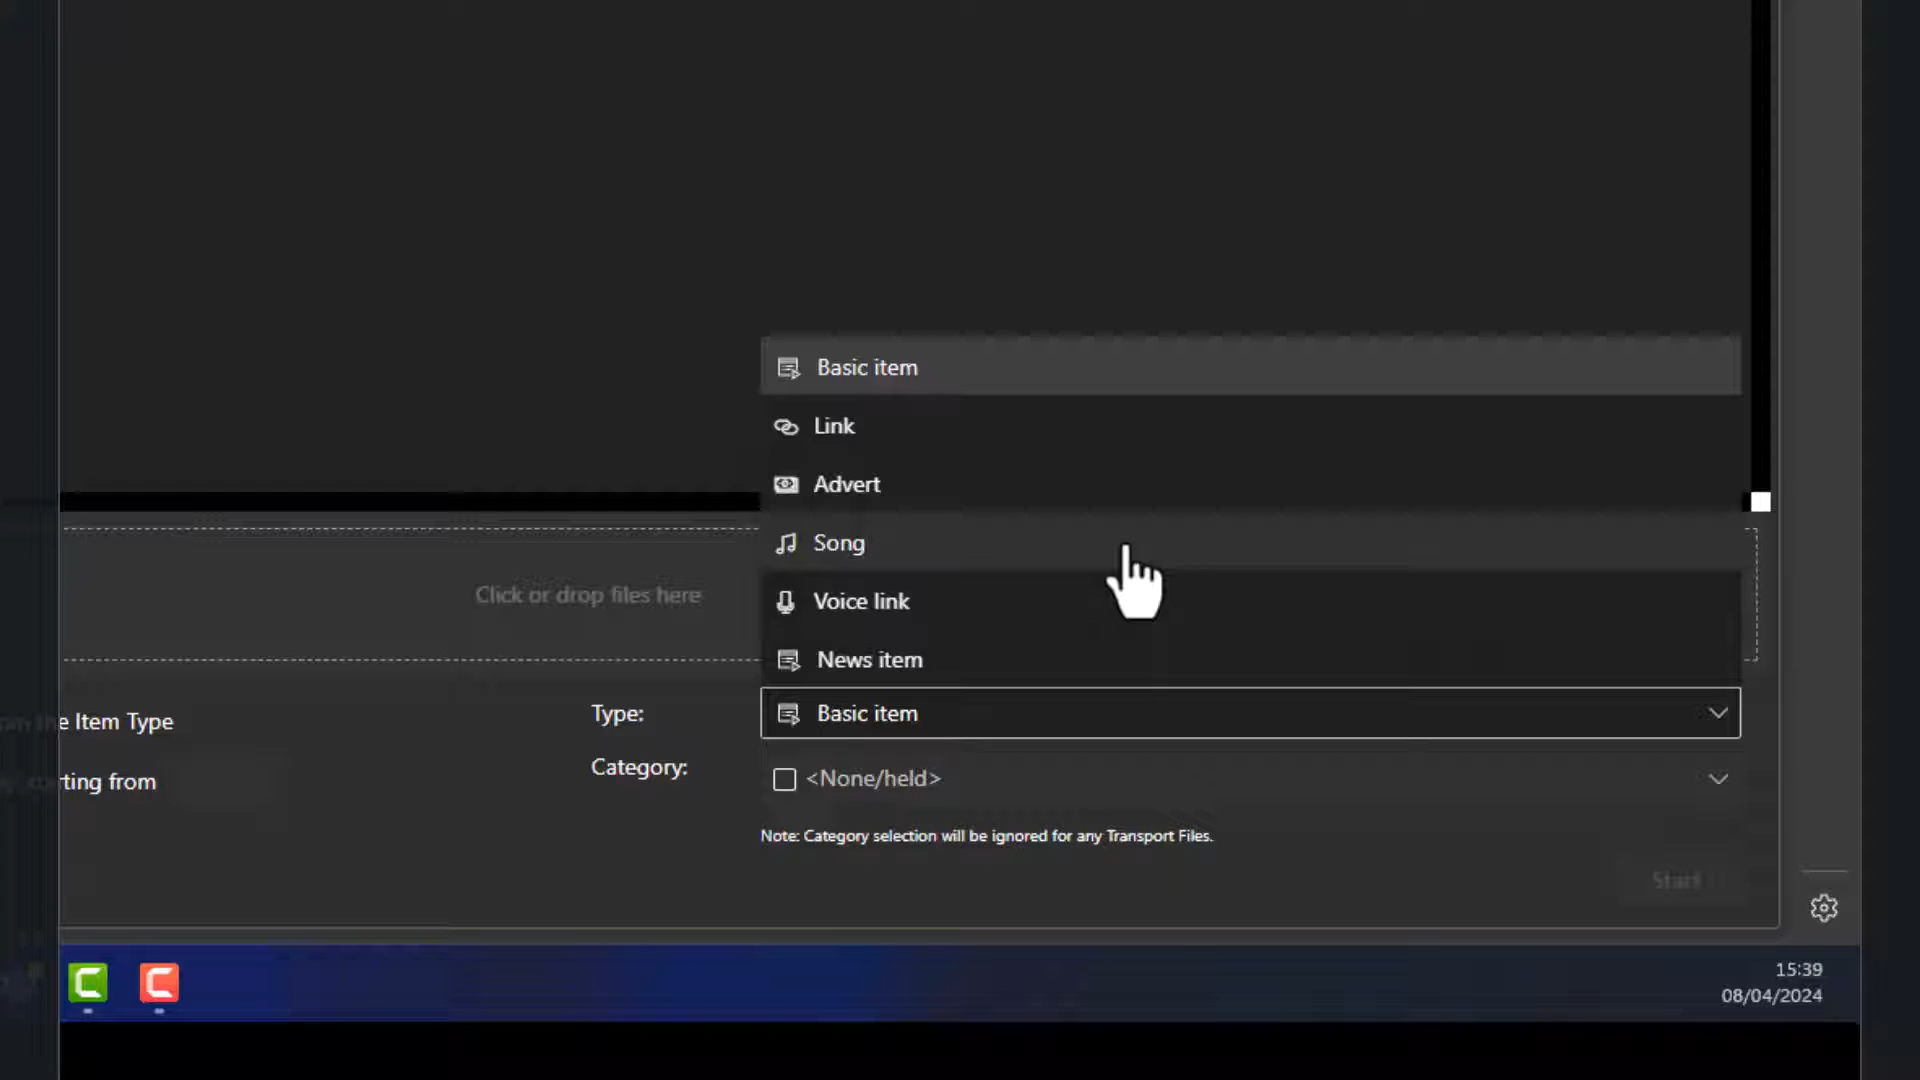 Basic item
Link
Advert
Song
Click or drop files here
Voice link
News item
e Item Type
Type:
Basic item
Category:
<None/held>
rting from
Note: Category selection will be ignored for any Transport Files.
Start
15:39
08/04/2024